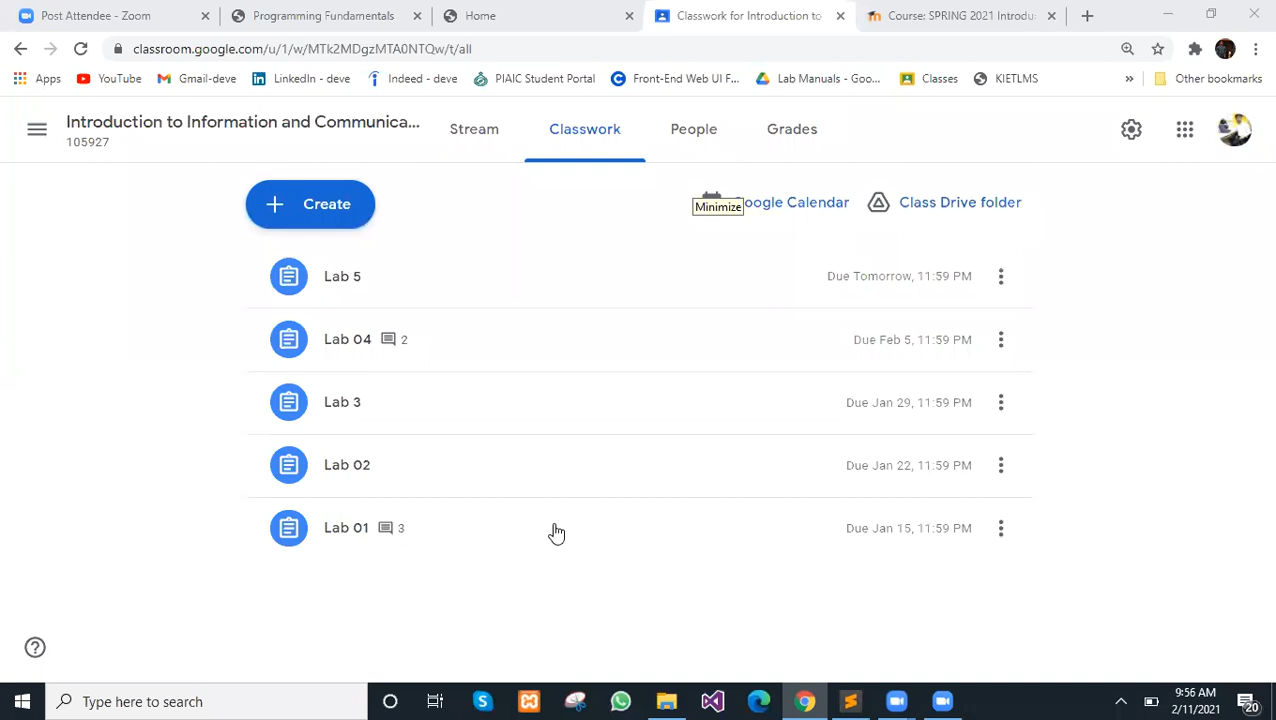 Post Attendee - Zoom
Programming Fundamentals
Home
Classwork for Introduction to
Course: SPRING 2021 Introdu
classroom.google.com/u/1/w/MTk2MDgzMTA0NTQw/t/all
Apps YouTube Gmail-deve LinkedIn - deve Indeed - deve PIAIC Student Portal Front-End Web UI F... Lab Manuals - Goo... Classes KIETLMS » Other bookmarks
Introduction to Information and Communica...
105927
Stream Classwork People Grades
+ Create
Minimize
oogle Calendar
Class Drive folder
Lab 5 Due Tomorrow, 11:59 PM
Lab 04 2 Due Feb 5, 11:59 PM
Lab 3 Due Jan 29, 11:59 PM
Lab 02 Due Jan 22, 11:59 PM
Lab 01 3 Due Jan 15, 11:59 PM
Type here to search
9:56 AM
2/11/2021
20